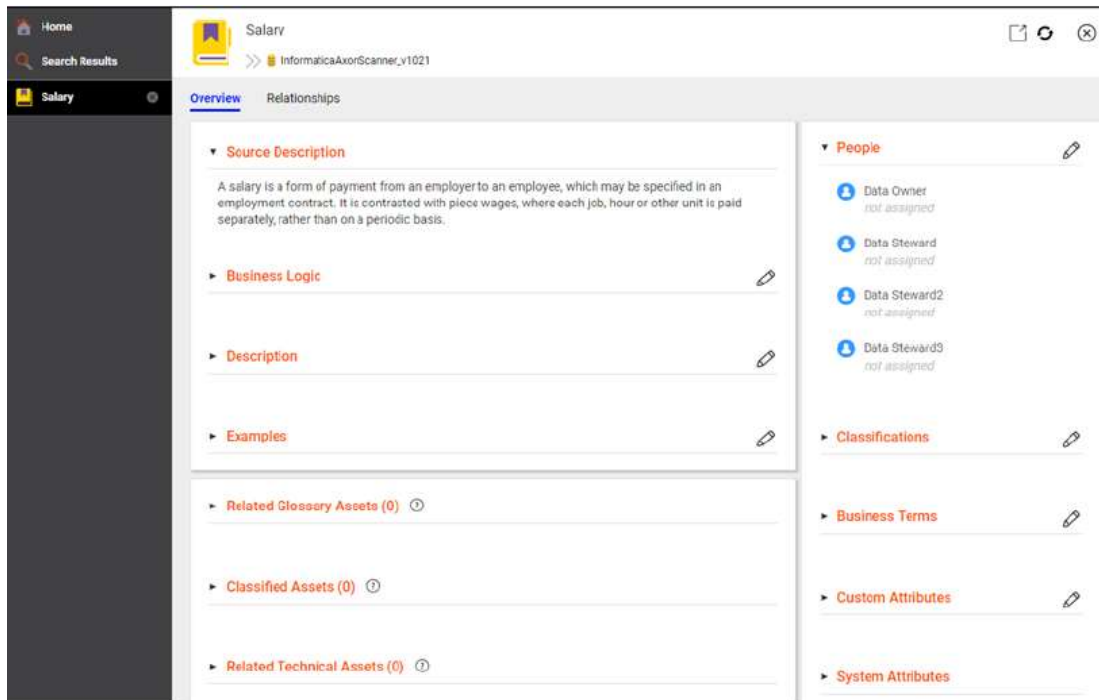 Home
Search Results
Salary
Salary
InformaticaAxonScanner_v1021
Overview
Relationships
Source Description
A salary is a form of payment from an employer to an employee, which may be specified in an
employment contract. It is contrasted with piece wages, where each job, hour or other unit is paid
separately, rather than on a periodic basis.
Business Logic
Description
Examples
Related Glossary Assets (0)
Classified Assets (0)
Related Technical Assets (0)
People
Data Owner
not assigned
Data Steward
not assigned
Data Steward2
not assigned
Data Steward3
not assigned
Classifications
Business Terms
Custom Attributes
System Attributes